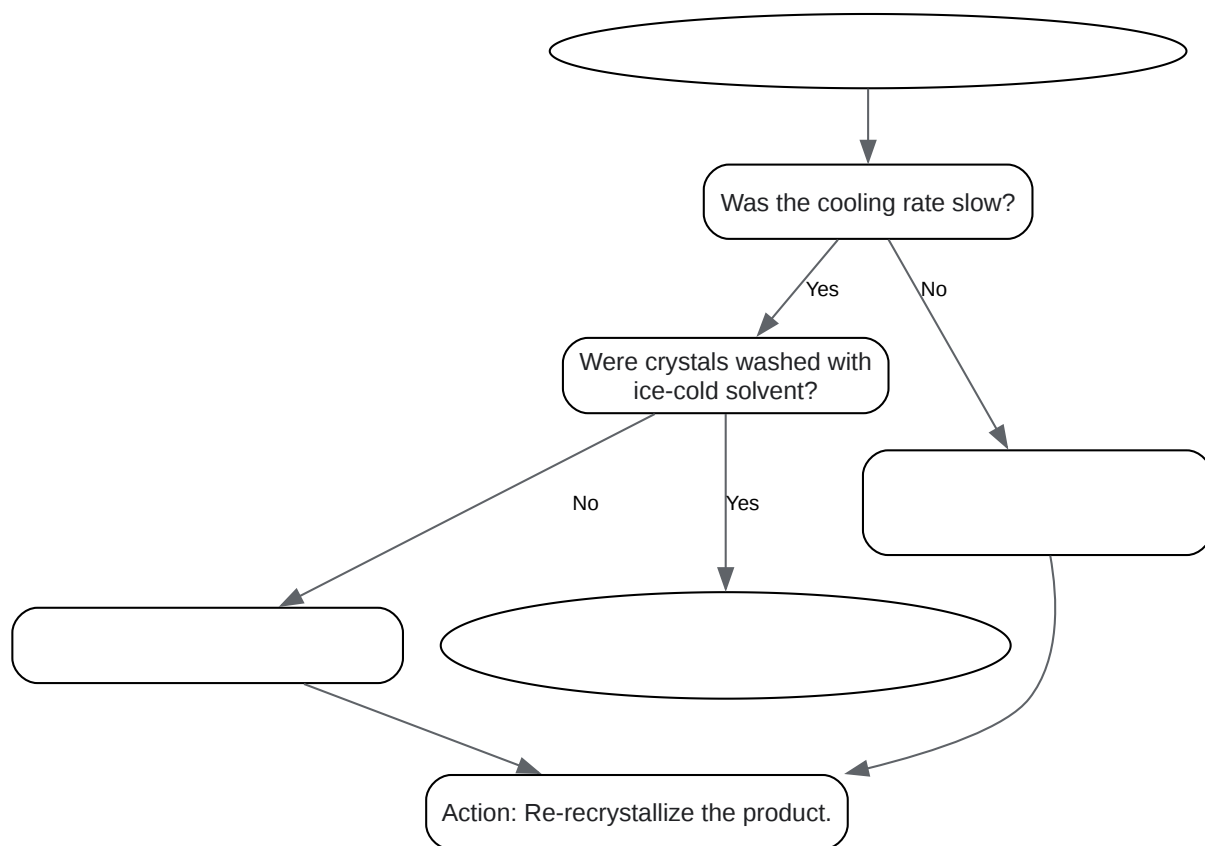 Was the cooling rate slow?
Yes
No
Were crystals washed with
ice-cold solvent?
No
Yes
Action: Re-recrystallize the product.